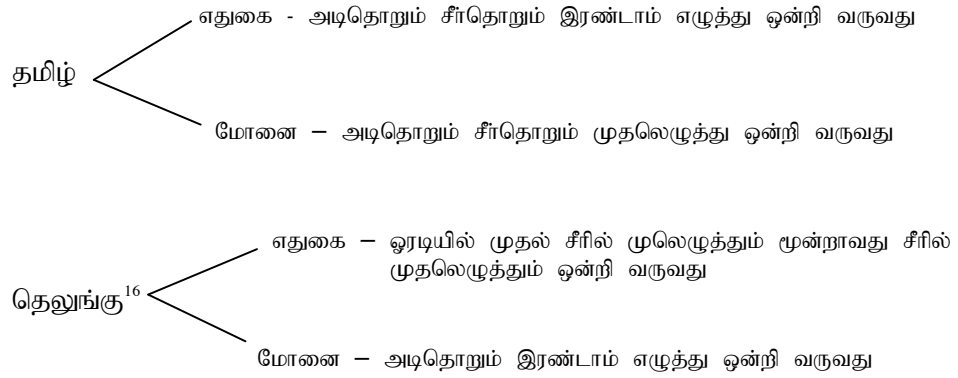 எதுகை - அடிதொறும் சீர்தொறும் இரண்டாம் எழுத்து ஒன்றி வருவது
தமிழ்
மோனை – அடிதொறும் சீர்தொறும் முதலெழுத்து ஒன்றி வருவது
எதுகை – ஓரடியில் முதல் சீரில் முலெழுத்தும் மூன்றாவது சீரில்
முதலெழுத்தும் ஒன்றி வருவது
தெலுங்கு16
மோனை – அடிதொறும் இரண்டாம் எழுத்து ஒன்றி வருவது